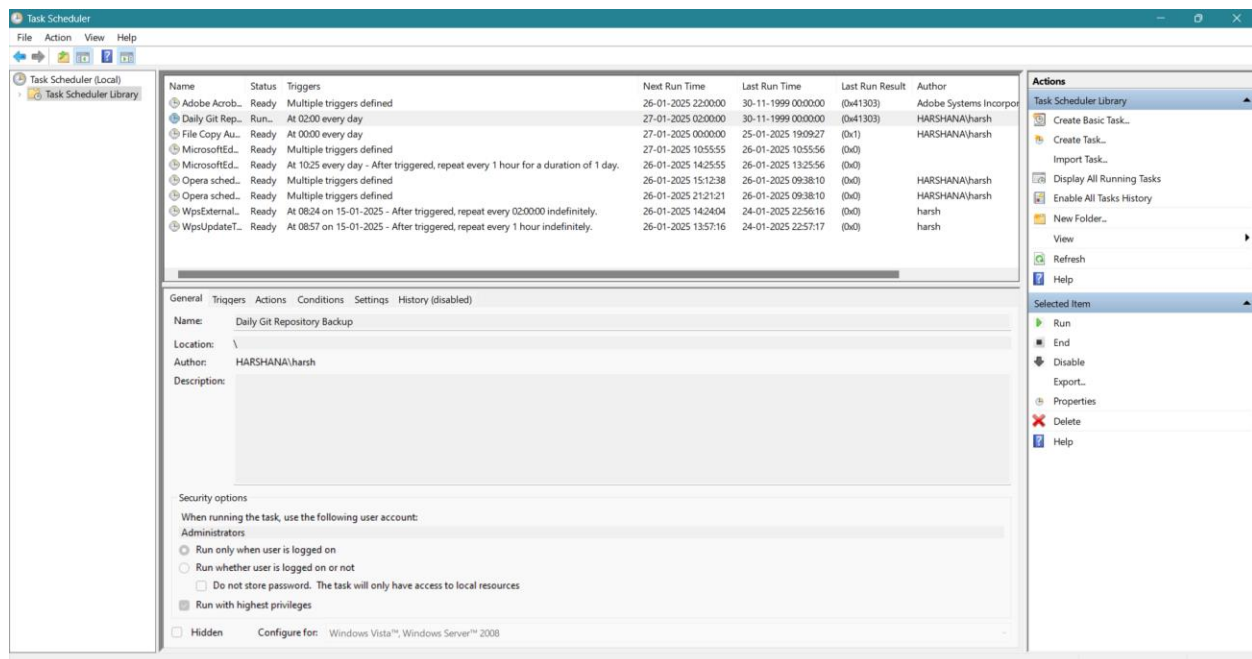 Task Scheduler
File Action View Help
Task Scheduler (Local)
Task Scheduler Library
Name Status Triggers Next Run Time Last Run Time Last Run Result Author
Adobe Acrob... Ready Multiple triggers defined 26-01-2025 22:00:00 30-11-1999 00:00:00 (0x41303) Adobe Systems Incorpor
Daily Git Rep... Run... At 02:00 every day 27-01-2025 02:00:00 30-11-1999 00:00:00 (0x41303) HARSHANA\harsh
File Copy Au... Ready At 00:00 every day 27-01-2025 00:00:00 25-01-2025 19:09:27 (0x1) HARSHANA\harsh
MicrosoftEd... Ready Multiple triggers defined 27-01-2025 10:55:55 26-01-2025 10:55:56 (0x0)
MicrosoftEd... Ready At 10:25 every day - After triggered, repeat every 1 hour for a duration of 1 day. 26-01-2025 14:25:55 26-01-2025 13:25:56 (0x0)
Opera sched... Ready Multiple triggers defined 26-01-2025 15:12:38 26-01-2025 09:38:10 (0x0) HARSHANA\harsh
Opera sched... Ready Multiple triggers defined 26-01-2025 21:21:21 26-01-2025 09:38:10 (0x0) HARSHANA\harsh
WpsExternal... Ready At 08:24 on 15-01-2025 - After triggered, repeat every 02:00:00 indefinitely. 26-01-2025 14:24:04 24-01-2025 22:56:16 (0x0) harsh
WpsUpdateT... Ready At 08:57 on 15-01-2025 - After triggered, repeat every 1 hour indefinitely. 26-01-2025 13:57:16 24-01-2025 22:57:17 (0x0) harsh
General Triggers Actions Conditions Settings History (disabled)
Name: Daily Git Repository Backup
Location: \
Author: HARSHANA\harsh
Description:
Security options
When running the task, use the following user account:
Administrators
Run only when user is logged on
Run whether user is logged on or not
Do not store password. The task will only have access to local resources
Run with highest privileges
Hidden Configure for: Windows Vista™, Windows Server™ 2008
Actions
Task Scheduler Library
Create Basic Task...
Create Task...
Import Task...
Display All Running Tasks
Enable All Tasks History
New Folder...
View
Refresh
Help
Selected Item
Run
End
Disable
Export...
Properties
Delete
Help